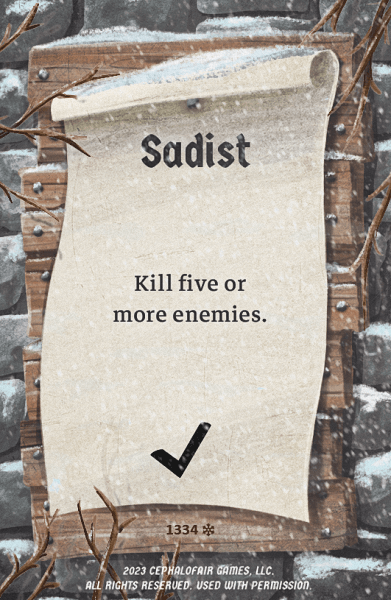 Sadist
Kill five or
more enemies.
1334
2023 CEPHALOFAIR GAMES, LLC.
ALL RIGHTS RESERVED. USED WITH PERMISSION.